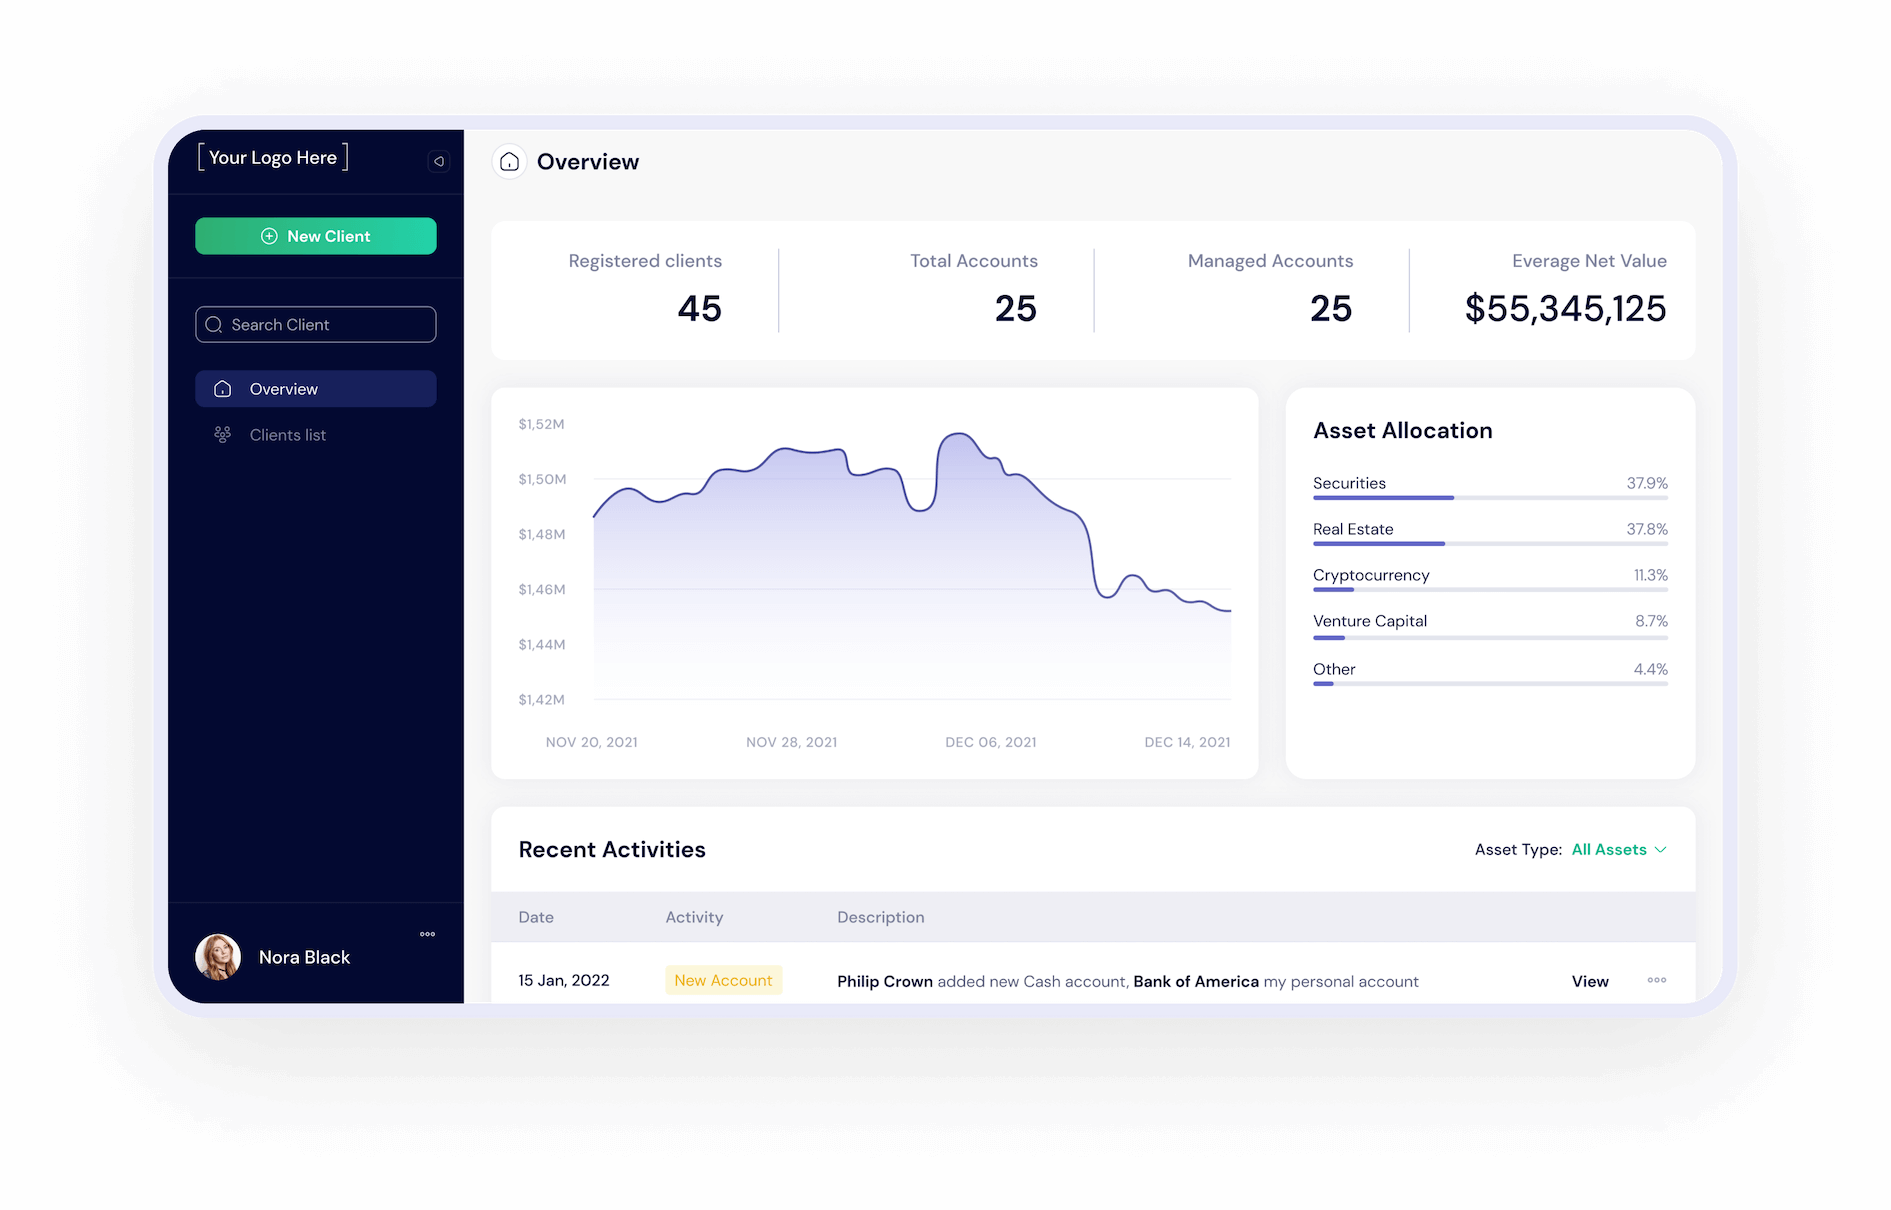 [Your Logo Here]
New Client
Search Client
Overview
Clients list
Nora Black
Overview
Registered clients
45
Total Accounts
25
Managed Accounts
25
Everage Net Value
$55,345,125
$1,52M
$1,50M
$1,48M
$1,46M
$1,44M
$1,42M
NOV 20, 2021 NOV 28, 2021 DEC 06, 2021 DEC 14, 2021
Asset Allocation
Securities 37.9%
Real Estate 37.8%
Cryptocurrency 11.3%
Venture Capital 8.7%
Other 4.4%
Recent Activities
Asset Type: All Assets
Date Activity Description
15 Jan, 2022 New Account Philip Crown added new Cash account, Bank of America my personal account View